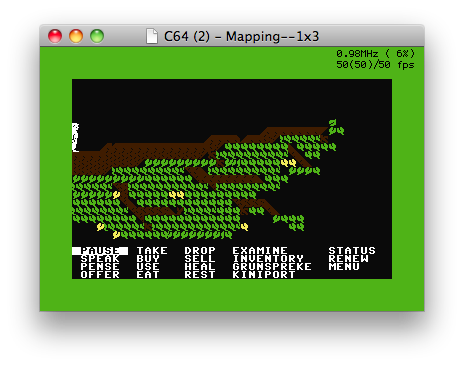 C64 (2) - Mapping--1x3
0.98MHz ( 6%)
50(50)/50 fps
PAUSE TAKE DROP EXAMINE STATUS
SPEAK BUY SELL INVENTORY RENEW
PENSE USE HEAL GRUNSPREKE MENU
OFFER EAT REST KINIPORT